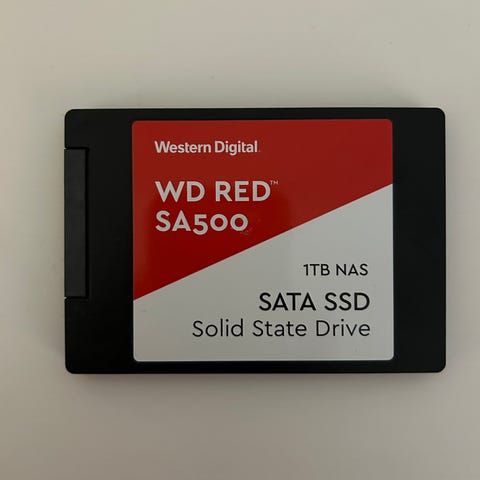 Western Digital.
WD RED™
SA500
1TB NAS
SATA SSD
Solid State Drive